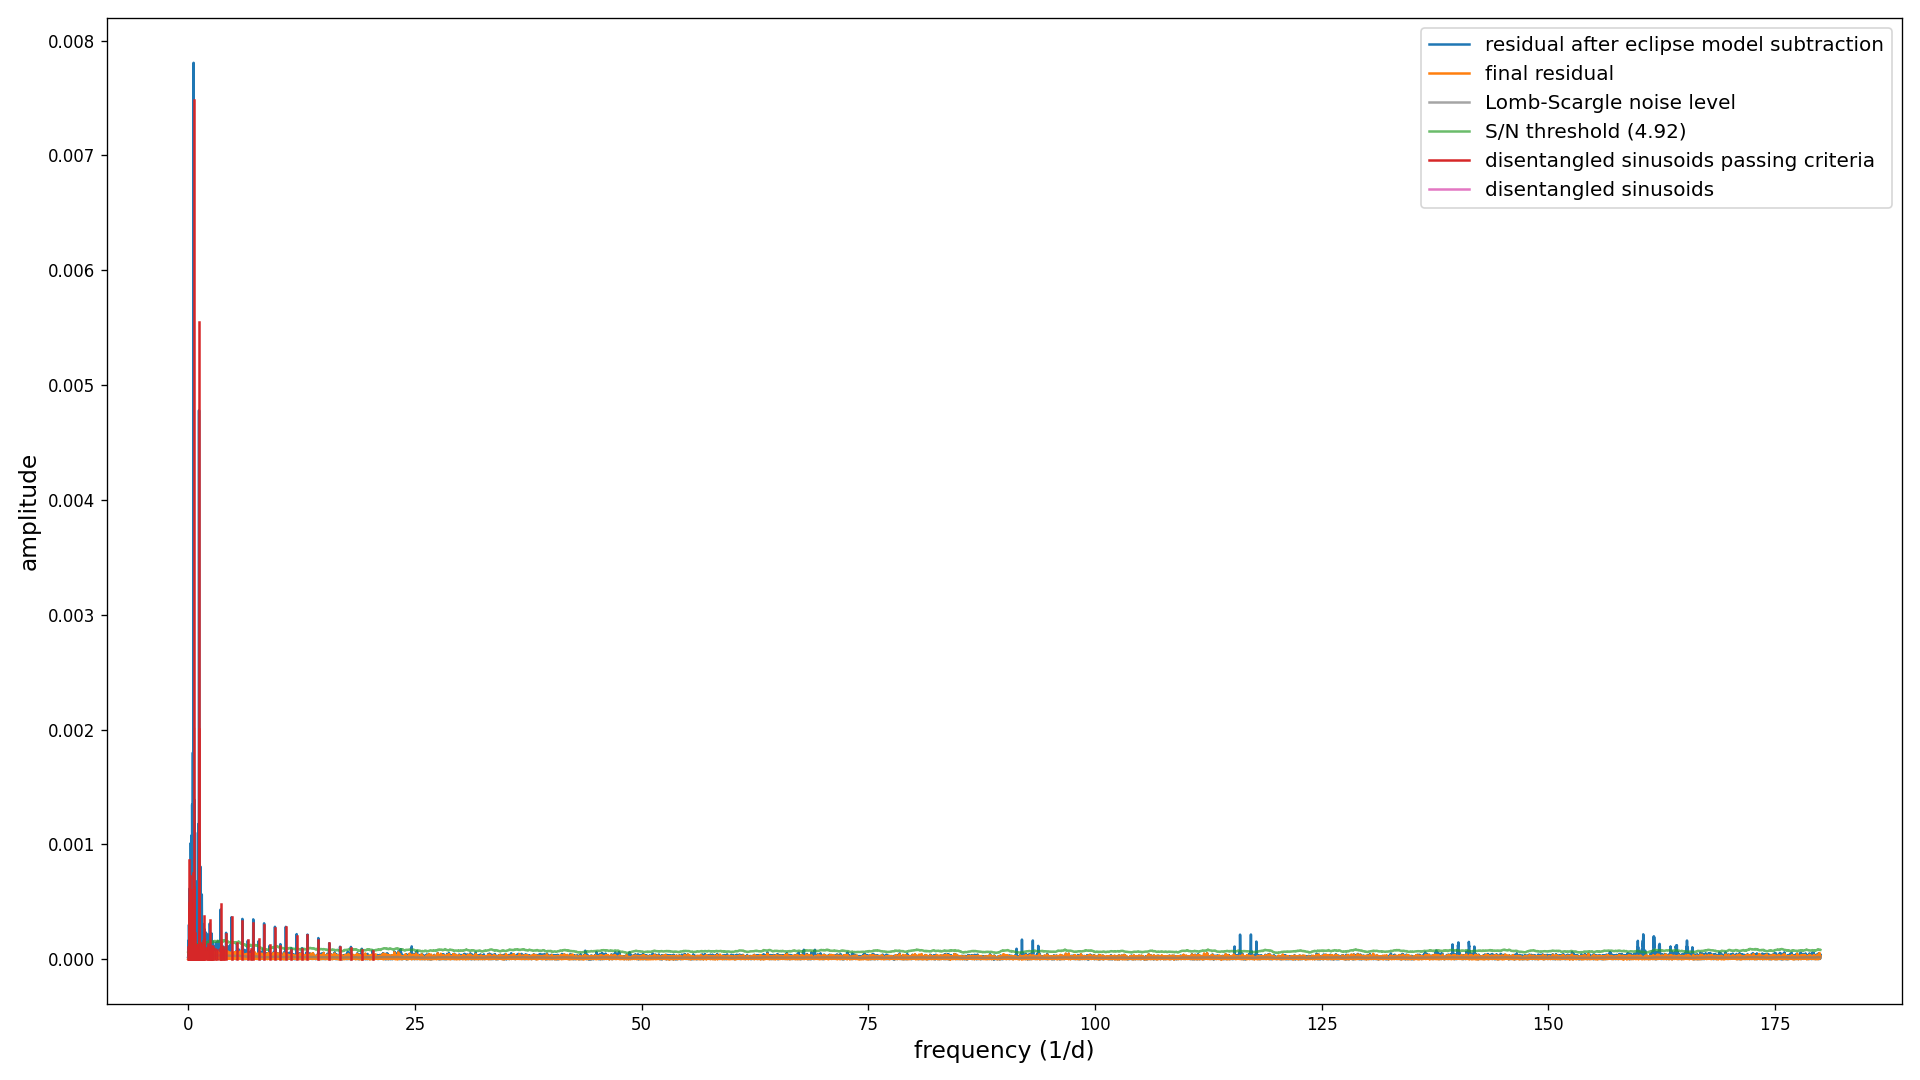 0.008
0.007
0.006
0.005
0.004
0.003
0.002
0.001
0.000
amplitude
0
25
50
75
100
125
150
175
frequency (1/d)
residual after eclipse model subtraction
final residual
Lomb-Scargle noise level
S/N threshold (4.92)
disentangled sinusoids passing criteria
disentangled sinusoids